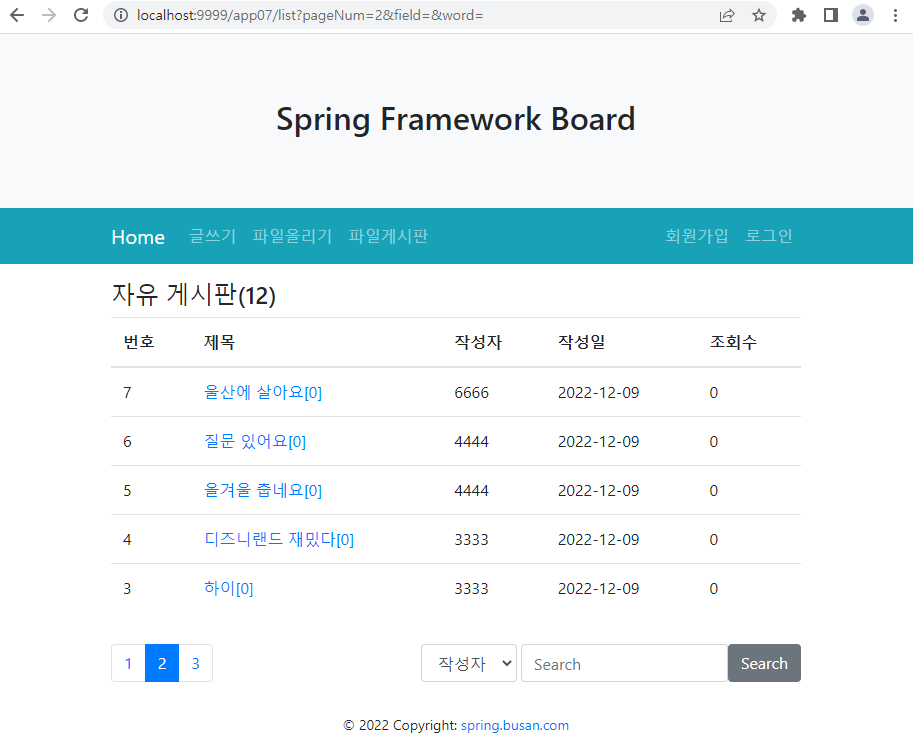 localhost:9999/app07/list?pageNum=2&field=&word=
Spring Framework Board
Home 글쓰기 파일올리기 파일게시판 회원가입 로그인
자유 게시판(12)
번호 제목 작성자 작성일 조회수
7 울산에 살아요[0] 6666 2022-12-09 0
6 질문 있어요[0] 4444 2022-12-09 0
5 올겨울 춥네요[0] 4444 2022-12-09 0
4 디즈니랜드 재밌다[0] 3333 2022-12-09 0
3 하이[0] 3333 2022-12-09 0
1 2 3 작성자 Search Search
© 2022 Copyright: spring.busan.com